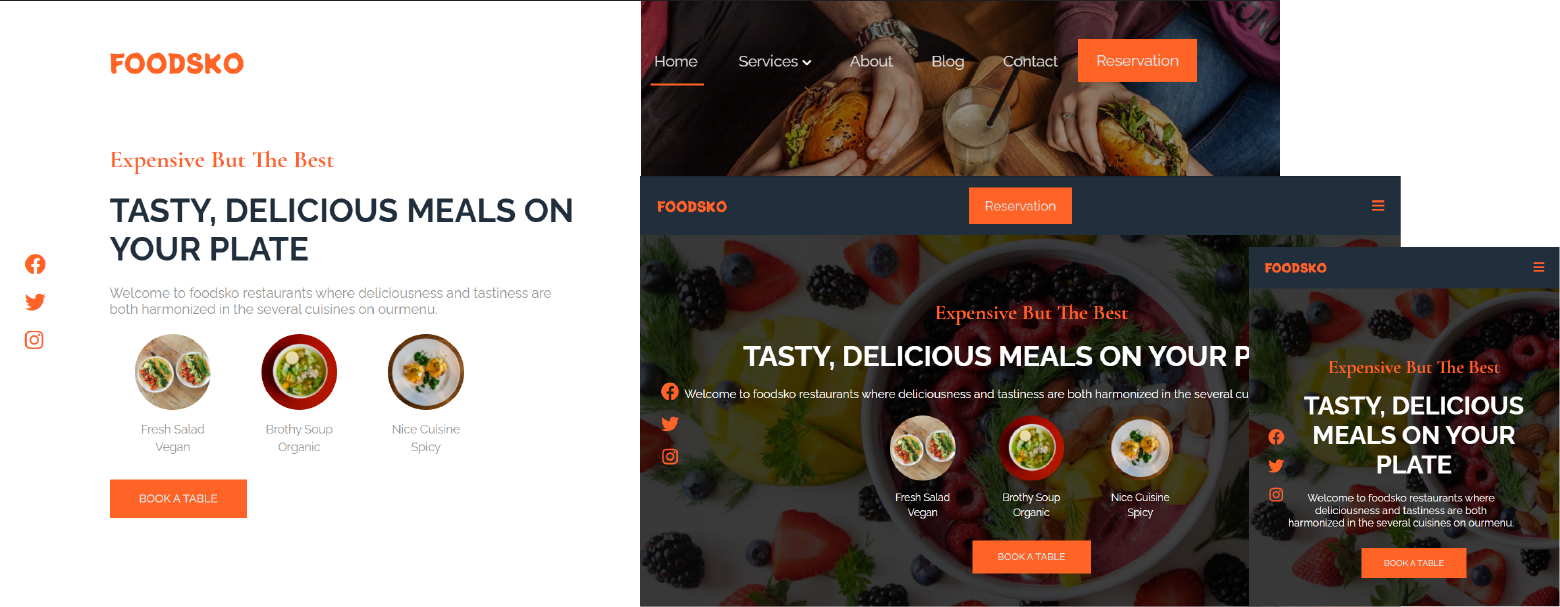 FOODSKO
Home Services About Blog Contact Reservation
Expensive But The Best
TASTY, DELICIOUS MEALS ON
YOUR PLATE
Welcome to foodsko restaurants where deliciousness and tastiness are
both harmonized in the several cuisines on ourmenu.
Fresh Salad
Vegan
Brothy Soup
Organic
Nice Cuisine
Spicy
BOOK A TABLE
FOODSKO
Reservation
Expensive But The Best
TASTY, DELICIOUS MEALS ON YOUR P
Welcome to foodsko restaurants where deliciousness and tastiness are both harmonized in the several cu
Fresh Salad
Vegan
Brothy Soup
Organic
Nice Cuisine
Spicy
BOOK A TABLE
FOODSKO
Expensive But The Best
TASTY, DELICIOUS
MEALS ON YOUR
PLATE
Welcome to foodsko restaurants where
deliciousness and tastiness are both
harmonized in the several cuisines on ourmenu.
BOOK A TABLE